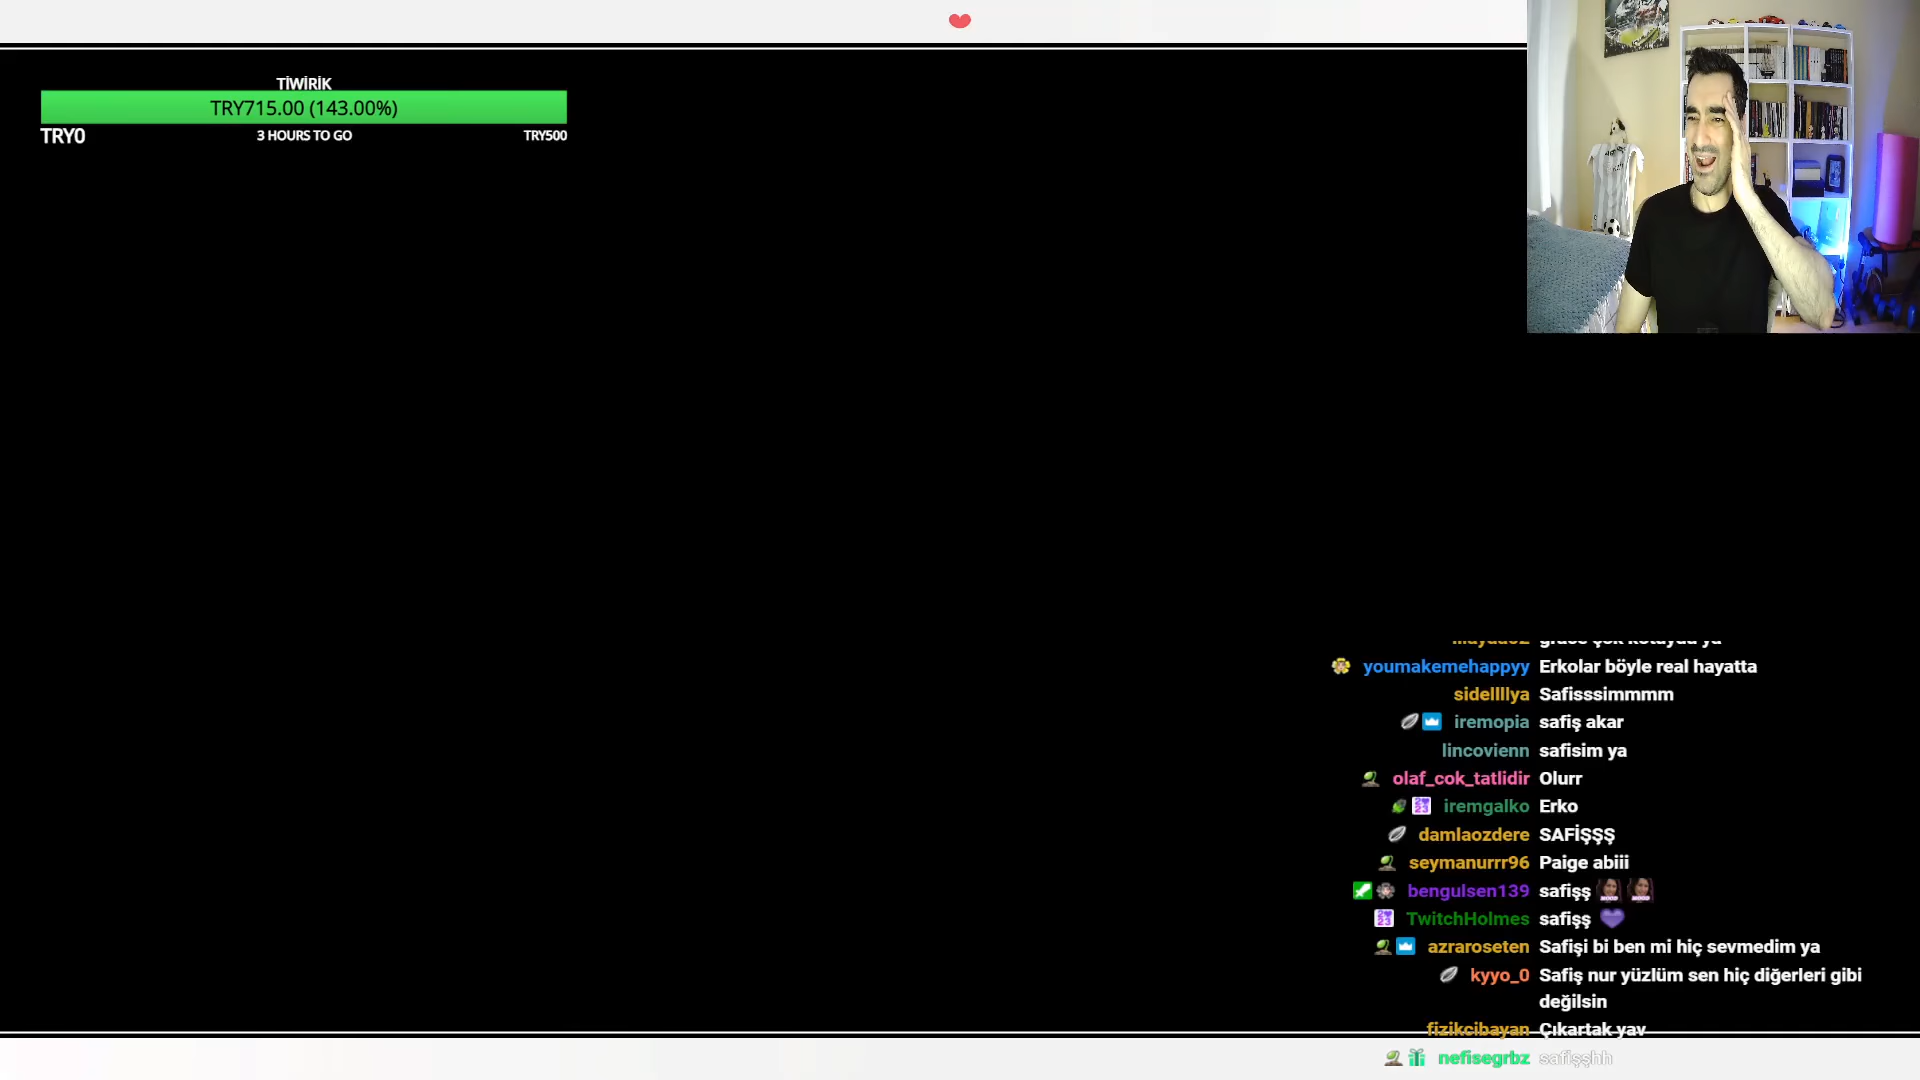 TİWİRİK
TRY715.00 (143.00%)
TRY0 3 HOURS TO GO TRY500
youmakemehappyy Erkolar böyle real hayatta
sidellllya Safisssimmmm
iremopia safiş akar
lincovienn safisim ya
olaf_cok_tatlidir Olurr
iremgalko Erko
damlaozdere SAFİŞŞŞ
seymanurrr96 Paige abiii
bengulsen139 safişş
TwitchHolmes safişş
azraroseten Safişi bi ben mi hiç sevmedim ya
kyyo_0 Safiş nur yüzlüm sen hiç diğerleri gibi
değilsin
fizikcibayan Çıkartak yav
nefisegrbz safişşhh